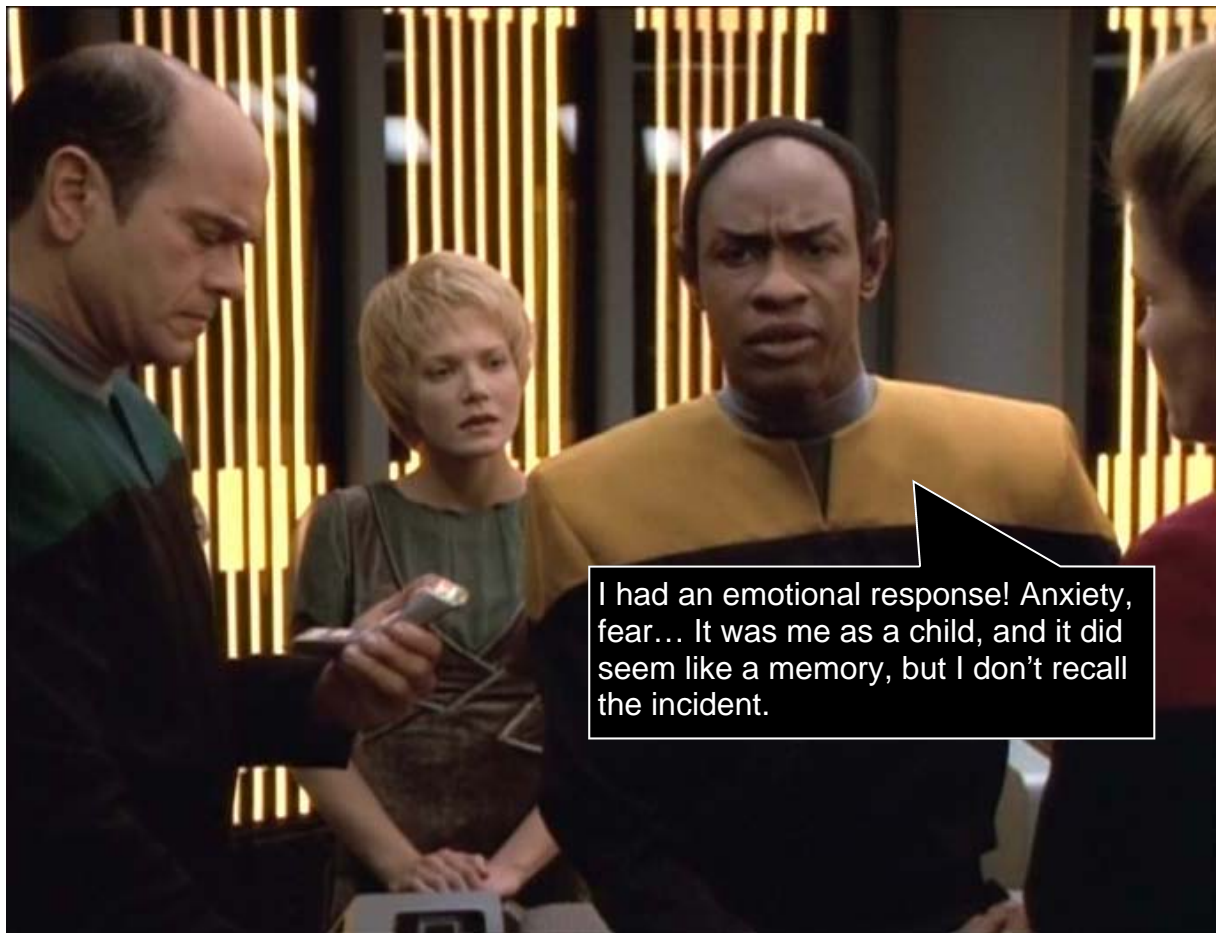 I had an emotional response! Anxiety,
fear… It was me as a child, and it did
seem like a memory, but I don’t recall
the incident.